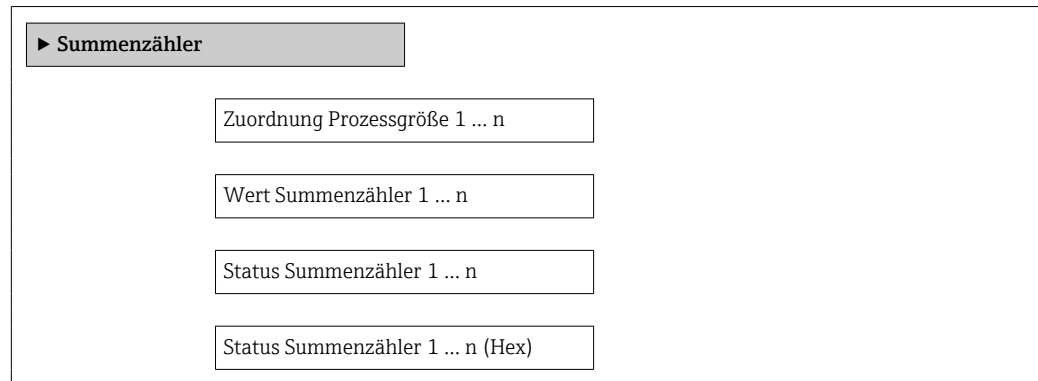 ▶ Summenzähler
Zuordnung Prozessgröße 1 … n
Wert Summenzähler 1 … n
Status Summenzähler 1 … n
Status Summenzähler 1 … n (Hex)